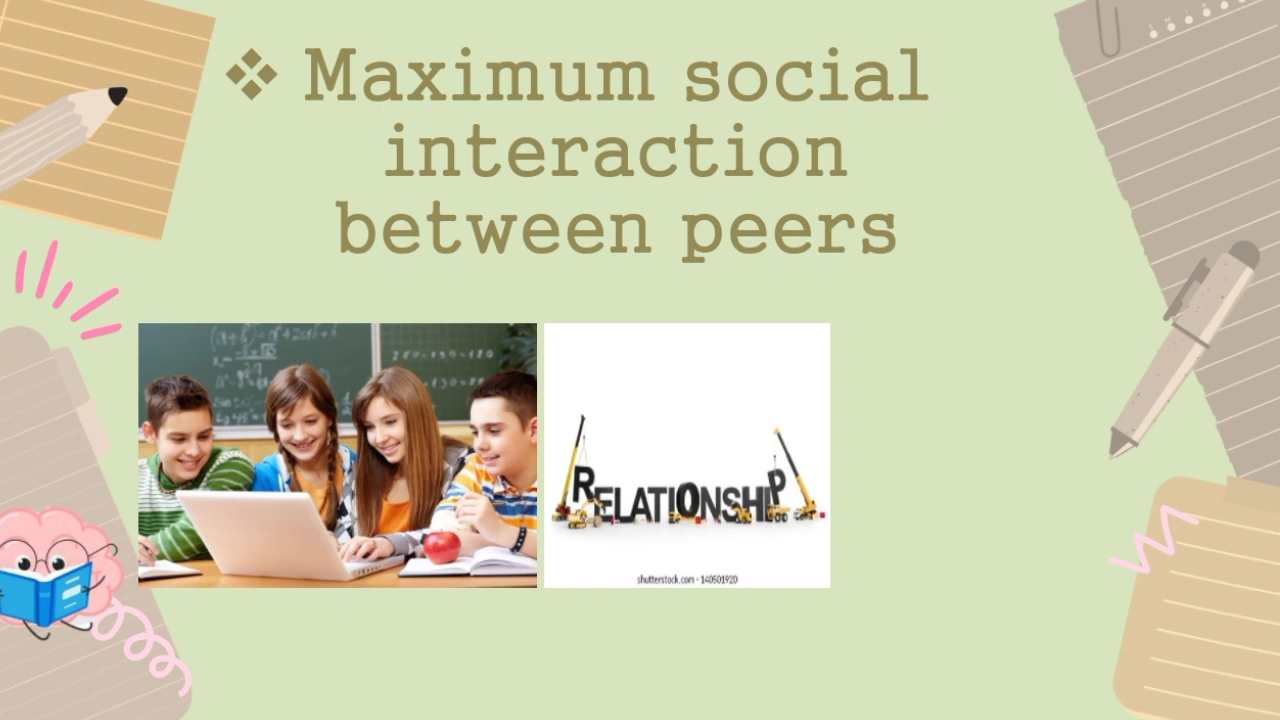 ❖ Maximum social
interaction
between peers
RELATIONSHIP
shutterstock.com · 140501920